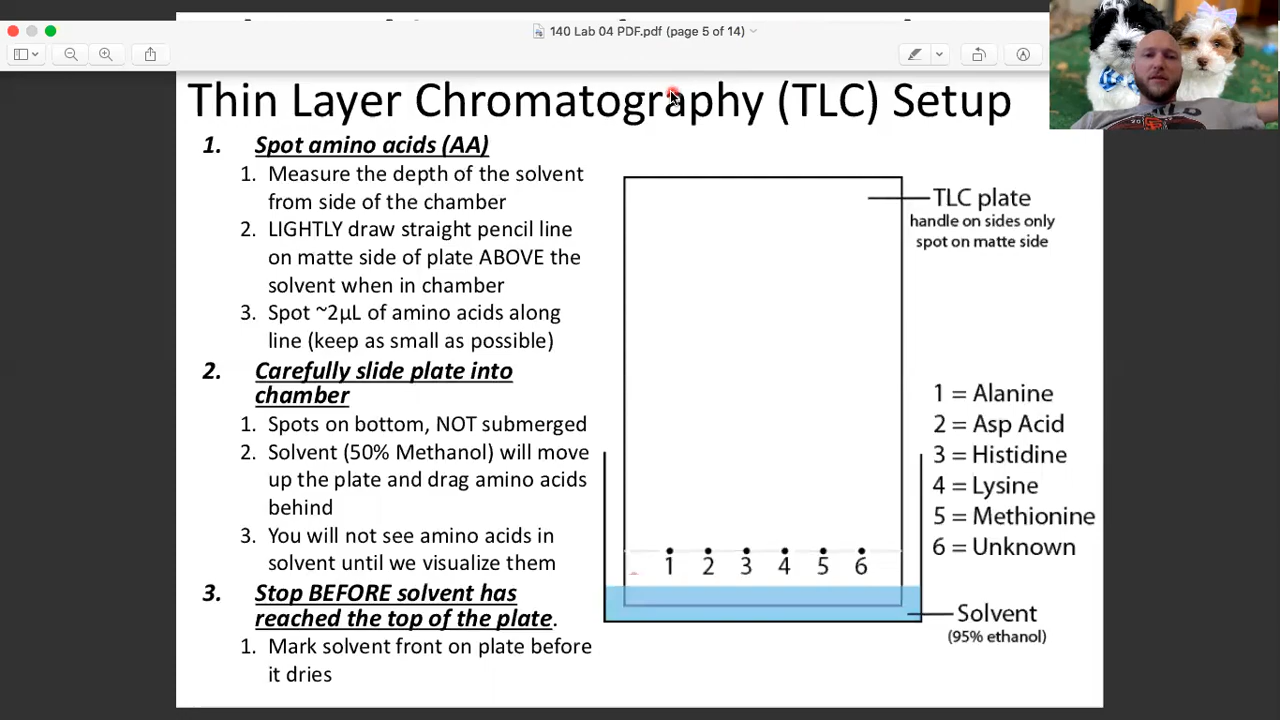 140 Lab 04 PDF.pdf (page 5 of 14)
Thin Layer Chromatography (TLC) Setup
1. Spot amino acids (AA)
1. Measure the depth of the solvent
from side of the chamber
2. LIGHTLY draw straight pencil line
on matte side of plate ABOVE the
solvent when in chamber
3. Spot ~2µL of amino acids along
line (keep as small as possible)
2. Carefully slide plate into
chamber
1. Spots on bottom, NOT submerged
2. Solvent (50% Methanol) will move
up the plate and drag amino acids
behind
3. You will not see amino acids in
solvent until we visualize them
3. Stop BEFORE solvent has
reached the top of the plate.
1. Mark solvent front on plate before
it dries
TLC plate
handle on sides only
spot on matte side
1 = Alanine
2 = Asp Acid
3 = Histidine
4 = Lysine
5 = Methionine
6 = Unknown
1 2 3 4 5 6
Solvent
(95% ethanol)